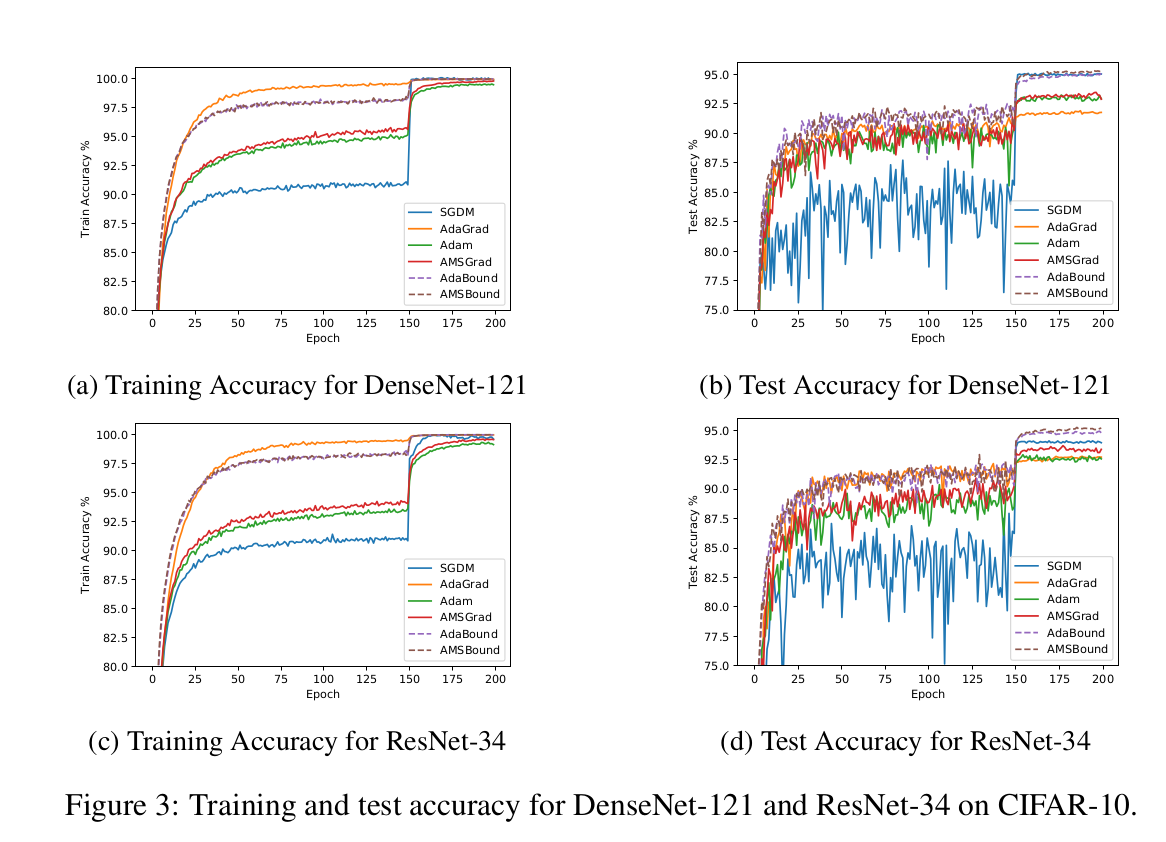 100.0
97.5
95.0
92.5
90.0
87.5
85.0
82.5
80.0
Train Accuracy %
0 25 50 75 100 125 150 175 200
Epoch
SGDM
AdaGrad
Adam
AMSGrad
AdaBound
AMSBound
95.0
92.5
90.0
87.5
85.0
82.5
80.0
77.5
75.0
Test Accuracy %
0 25 50 75 100 125 150 175 200
Epoch
SGDM
AdaGrad
Adam
AMSGrad
AdaBound
AMSBound
(a) Training Accuracy for DenseNet-121
(b) Test Accuracy for DenseNet-121
100.0
97.5
95.0
92.5
90.0
87.5
85.0
82.5
80.0
Train Accuracy %
0 25 50 75 100 125 150 175 200
Epoch
SGDM
AdaGrad
Adam
AMSGrad
AdaBound
AMSBound
95.0
92.5
90.0
87.5
85.0
82.5
80.0
77.5
75.0
Test Accuracy %
0 25 50 75 100 125 150 175 200
Epoch
SGDM
AdaGrad
Adam
AMSGrad
AdaBound
AMSBound
(c) Training Accuracy for ResNet-34
(d) Test Accuracy for ResNet-34
Figure 3: Training and test accuracy for DenseNet-121 and ResNet-34 on CIFAR-10.